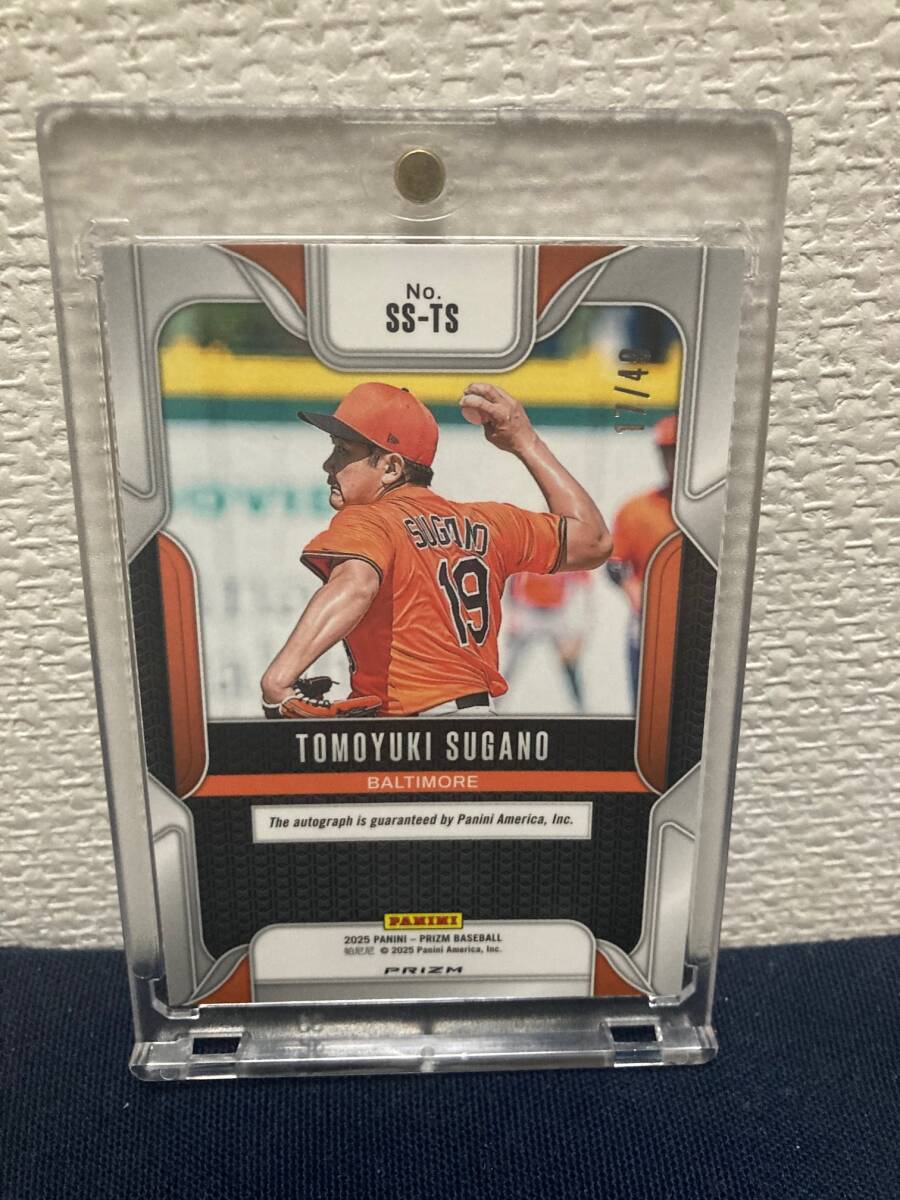 No.
SS-TS
17/49
SUGANO
19
TOMOYUKI SUGANO
BALTIMORE
The autograph is guaranteed by Panini America, Inc.
PANINI
2025 PANINI – PRIZM BASEBALL
帕尼尼 © 2025 Panini America, Inc.
PRIZM